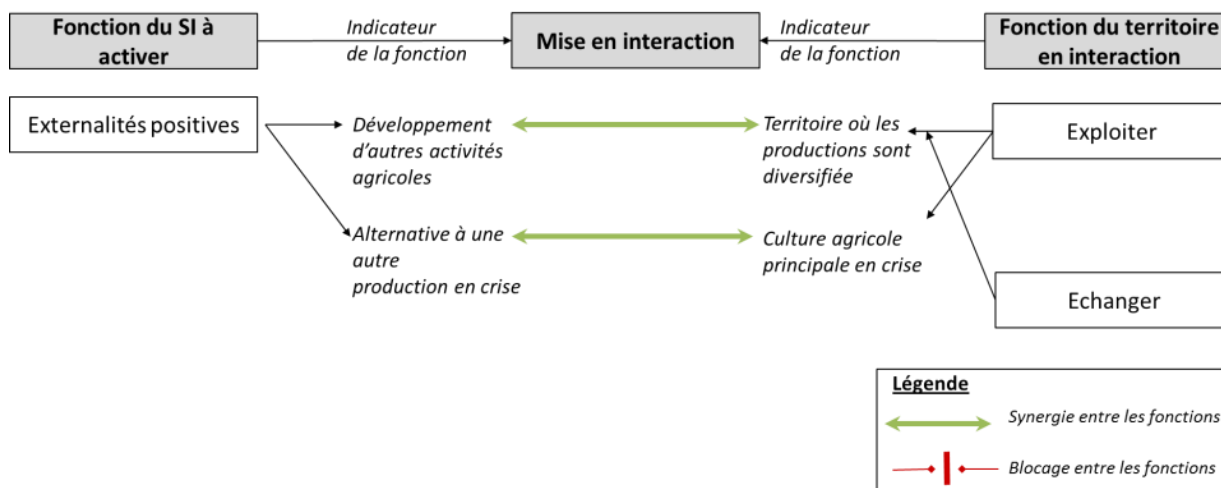 Fonction du SI à
activer
Indicateur
de la fonction
Mise en interaction
Indicateur
de la fonction
Fonction du territoire
en interaction
Externalités positives
Développement
d'autres activités
agricoles
Territoire où les
productions sont
diversifiée
Exploiter
Alternative à une
autre
production en crise
Culture agricole
principale en crise
Echanger
Légende
Synergie entre les fonctions
Blocage entre les fonctions